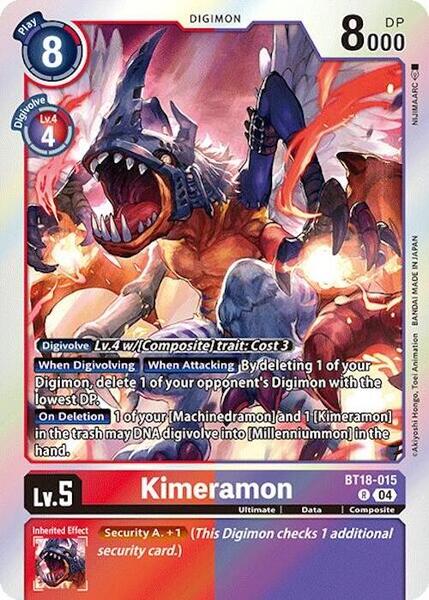 Play
8
DIGIMON
DP
8000
Digivolve
Lv.4
4
NIJIMAARC
©Akiyoshi Hongo, Toei Animation BANDAI MADE IN JAPAN
Digivolve Lv.4 w/[Composite] trait: Cost 3
When Digivolving When Attacking By deleting 1 of your
Digimon, delete 1 of your opponent's Digimon with the
lowest DP.
On Deletion 1 of your [Machinedramon]and 1 [Kimeramon]
in the trash may DNA digivolve into [Millenniummon] in the
hand.
Lv.5
Kimeramon
BT18-015
R 04
Ultimate | Data | Composite
Inherited Effect
Security A. +1 (This Digimon checks 1 additional
security card.)